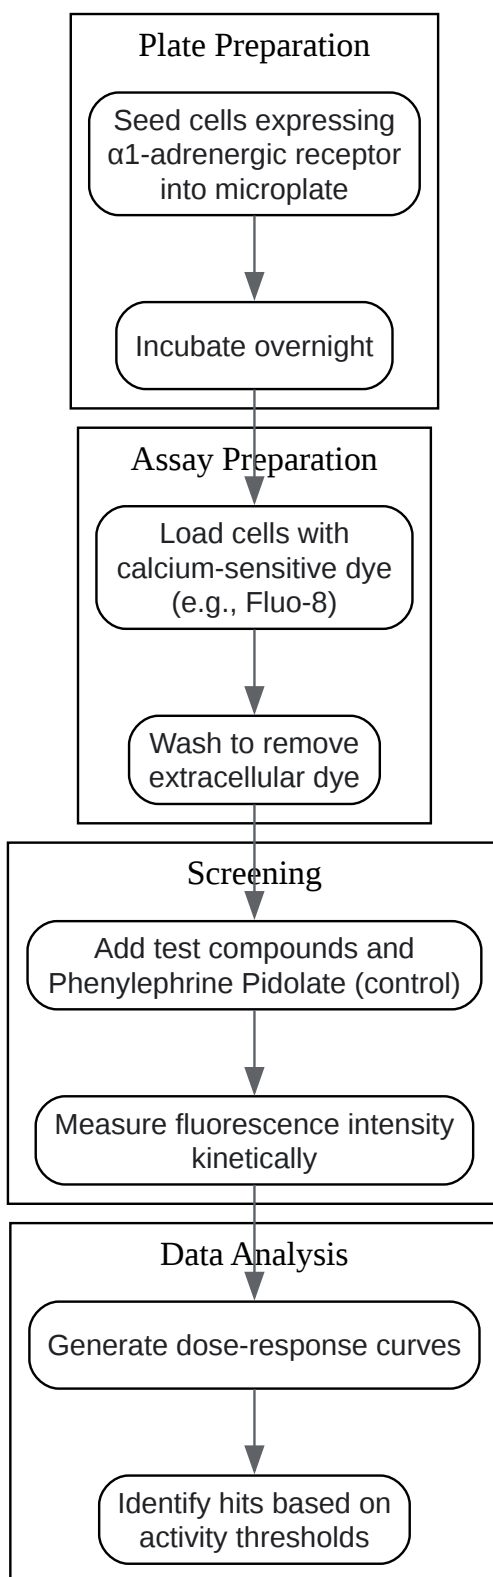 Plate Preparation
Seed cells expressing
α1-adrenergic receptor
into microplate
Incubate overnight
Assay Preparation
Load cells with
calcium-sensitive dye
(e.g., Fluo-8)
Wash to remove
extracellular dye
Screening
Add test compounds and
Phenylephrine Pidolate (control)
Measure fluorescence intensity
kinetically
Data Analysis
Generate dose-response curves
Identify hits based on
activity thresholds